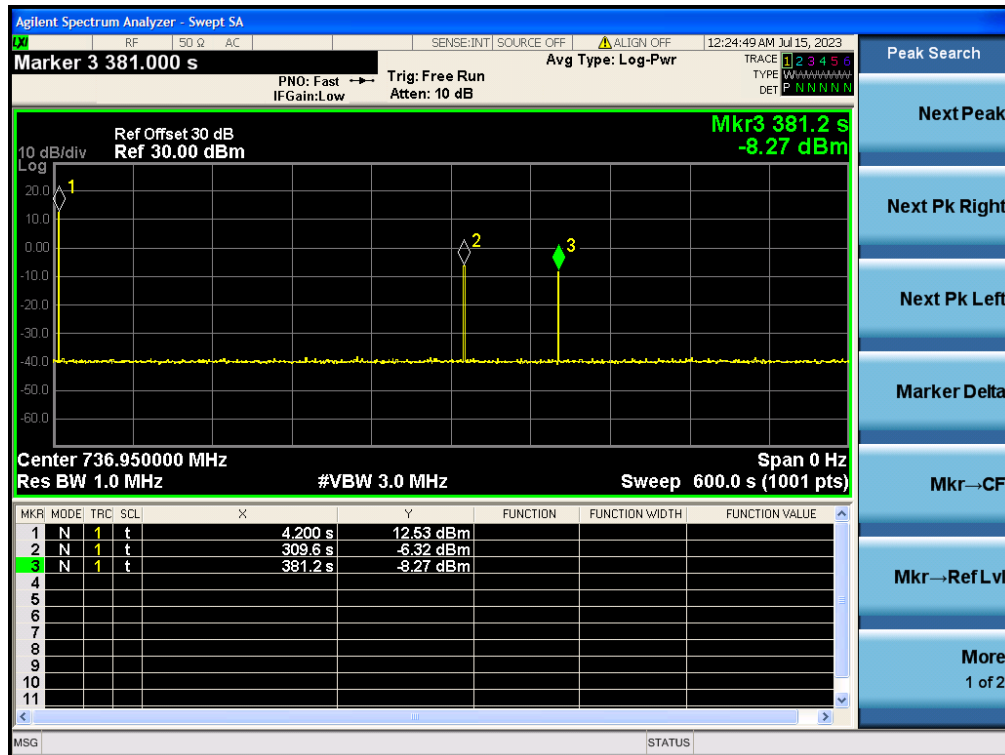 Agilent Spectrum Analyzer - Swept SA
LXI RF 50 Ω AC SENSE:INT SOURCE OFF ALIGN OFF 12:24:49 AM Jul 15, 2023
Marker 3 381.000 s
PNO: Fast
IFGain:Low
Trig: Free Run
Atten: 10 dB
Avg Type: Log-Pwr
TRACE 1 2 3 4 5 6
TYPE W
DET P N N N N N
Peak Search
Next Peak
Next Pk Right
Next Pk Left
Marker Delta
Mkr→CF
Mkr→Ref Lvl
More
1 of 2
Mkr3 381.2 s
-8.27 dBm
Ref Offset 30 dB
10 dB/div Ref 30.00 dBm
Log
20.0
10.0
0.00
-10.0
-20.0
-30.0
-40.0
-50.0
-60.0
1
2
3
Center 736.950000 MHz Span 0 Hz
Res BW 1.0 MHz #VBW 3.0 MHz Sweep 600.0 s (1001 pts)
MKR MODE TRC SCL X Y FUNCTION FUNCTION WIDTH FUNCTION VALUE
1 N 1 t 4.200 s 12.53 dBm
2 N 1 t 309.6 s -6.32 dBm
3 N 1 t 381.2 s -8.27 dBm
4
5
6
7
8
9
10
11
MSG STATUS